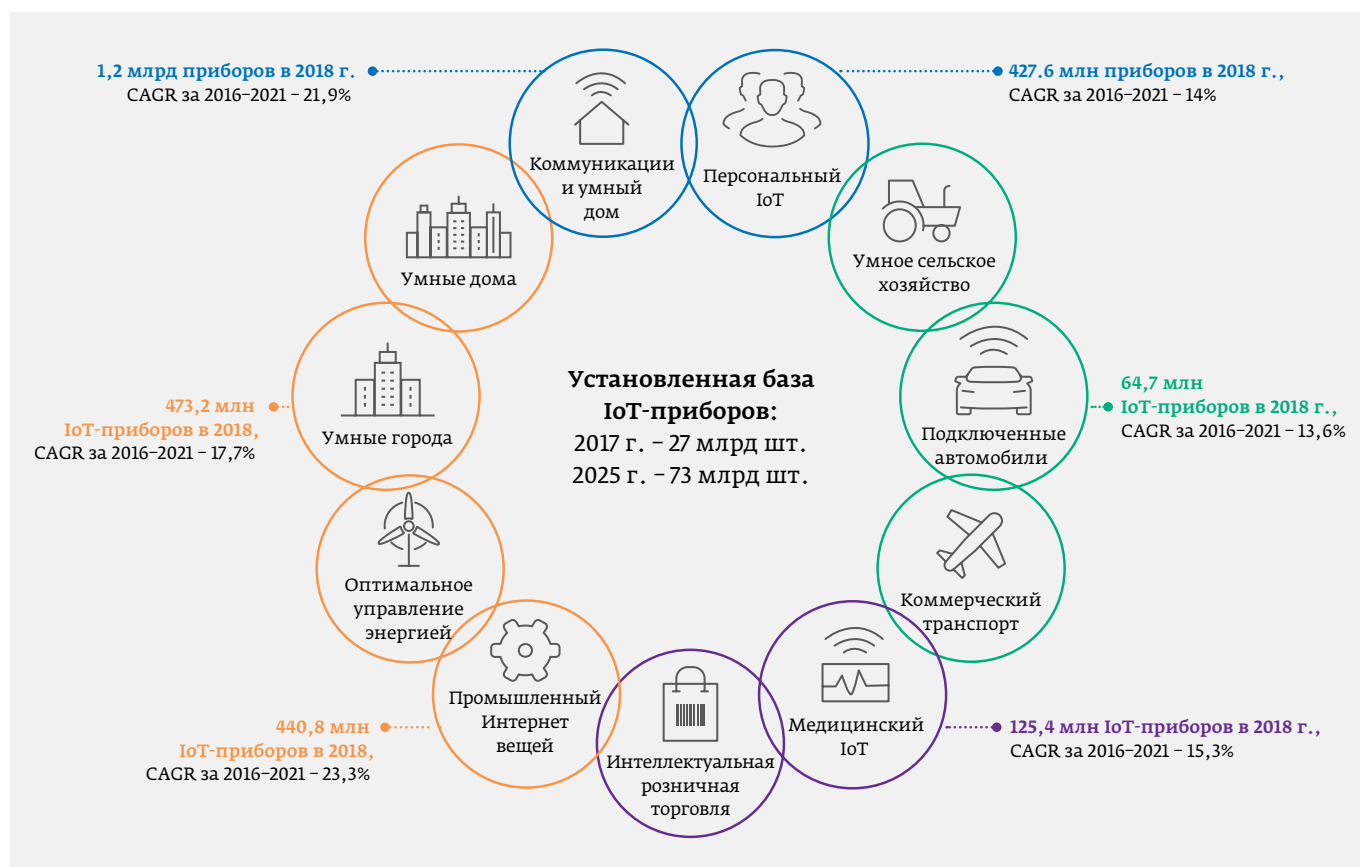 1,2 млрд приборов в 2018 г.
CAGR за 2016–2021 – 21,9%
427.6 млн приборов в 2018 г.,
CAGR за 2016–2021 – 14%
Коммуникации
и умный
дом
Персональный
IoT
Умные дома
Умное сельское
хозяйство
Умные города
473,2 млн
IoT-приборов в 2018,
CAGR за 2016–2021 – 17,7%
Установленная база
IoT-приборов:
2017 г. – 27 млрд шт.
2025 г. – 73 млрд шт.
Подключенные
автомобили
64,7 млн
IoT-приборов в 2018 г.,
CAGR за 2016–2021 – 13,6%
Оптимальное
управление
энергией
Коммерческий
транспорт
Промышленный
Интернет
вещей
440,8 млн
IoT-приборов в 2018,
CAGR за 2016–2021 – 23,3%
Интеллектуальная
розничная
торговля
Медицинский
IoT
125,4 млн IoT-приборов в 2018 г.,
CAGR за 2016–2021 – 15,3%